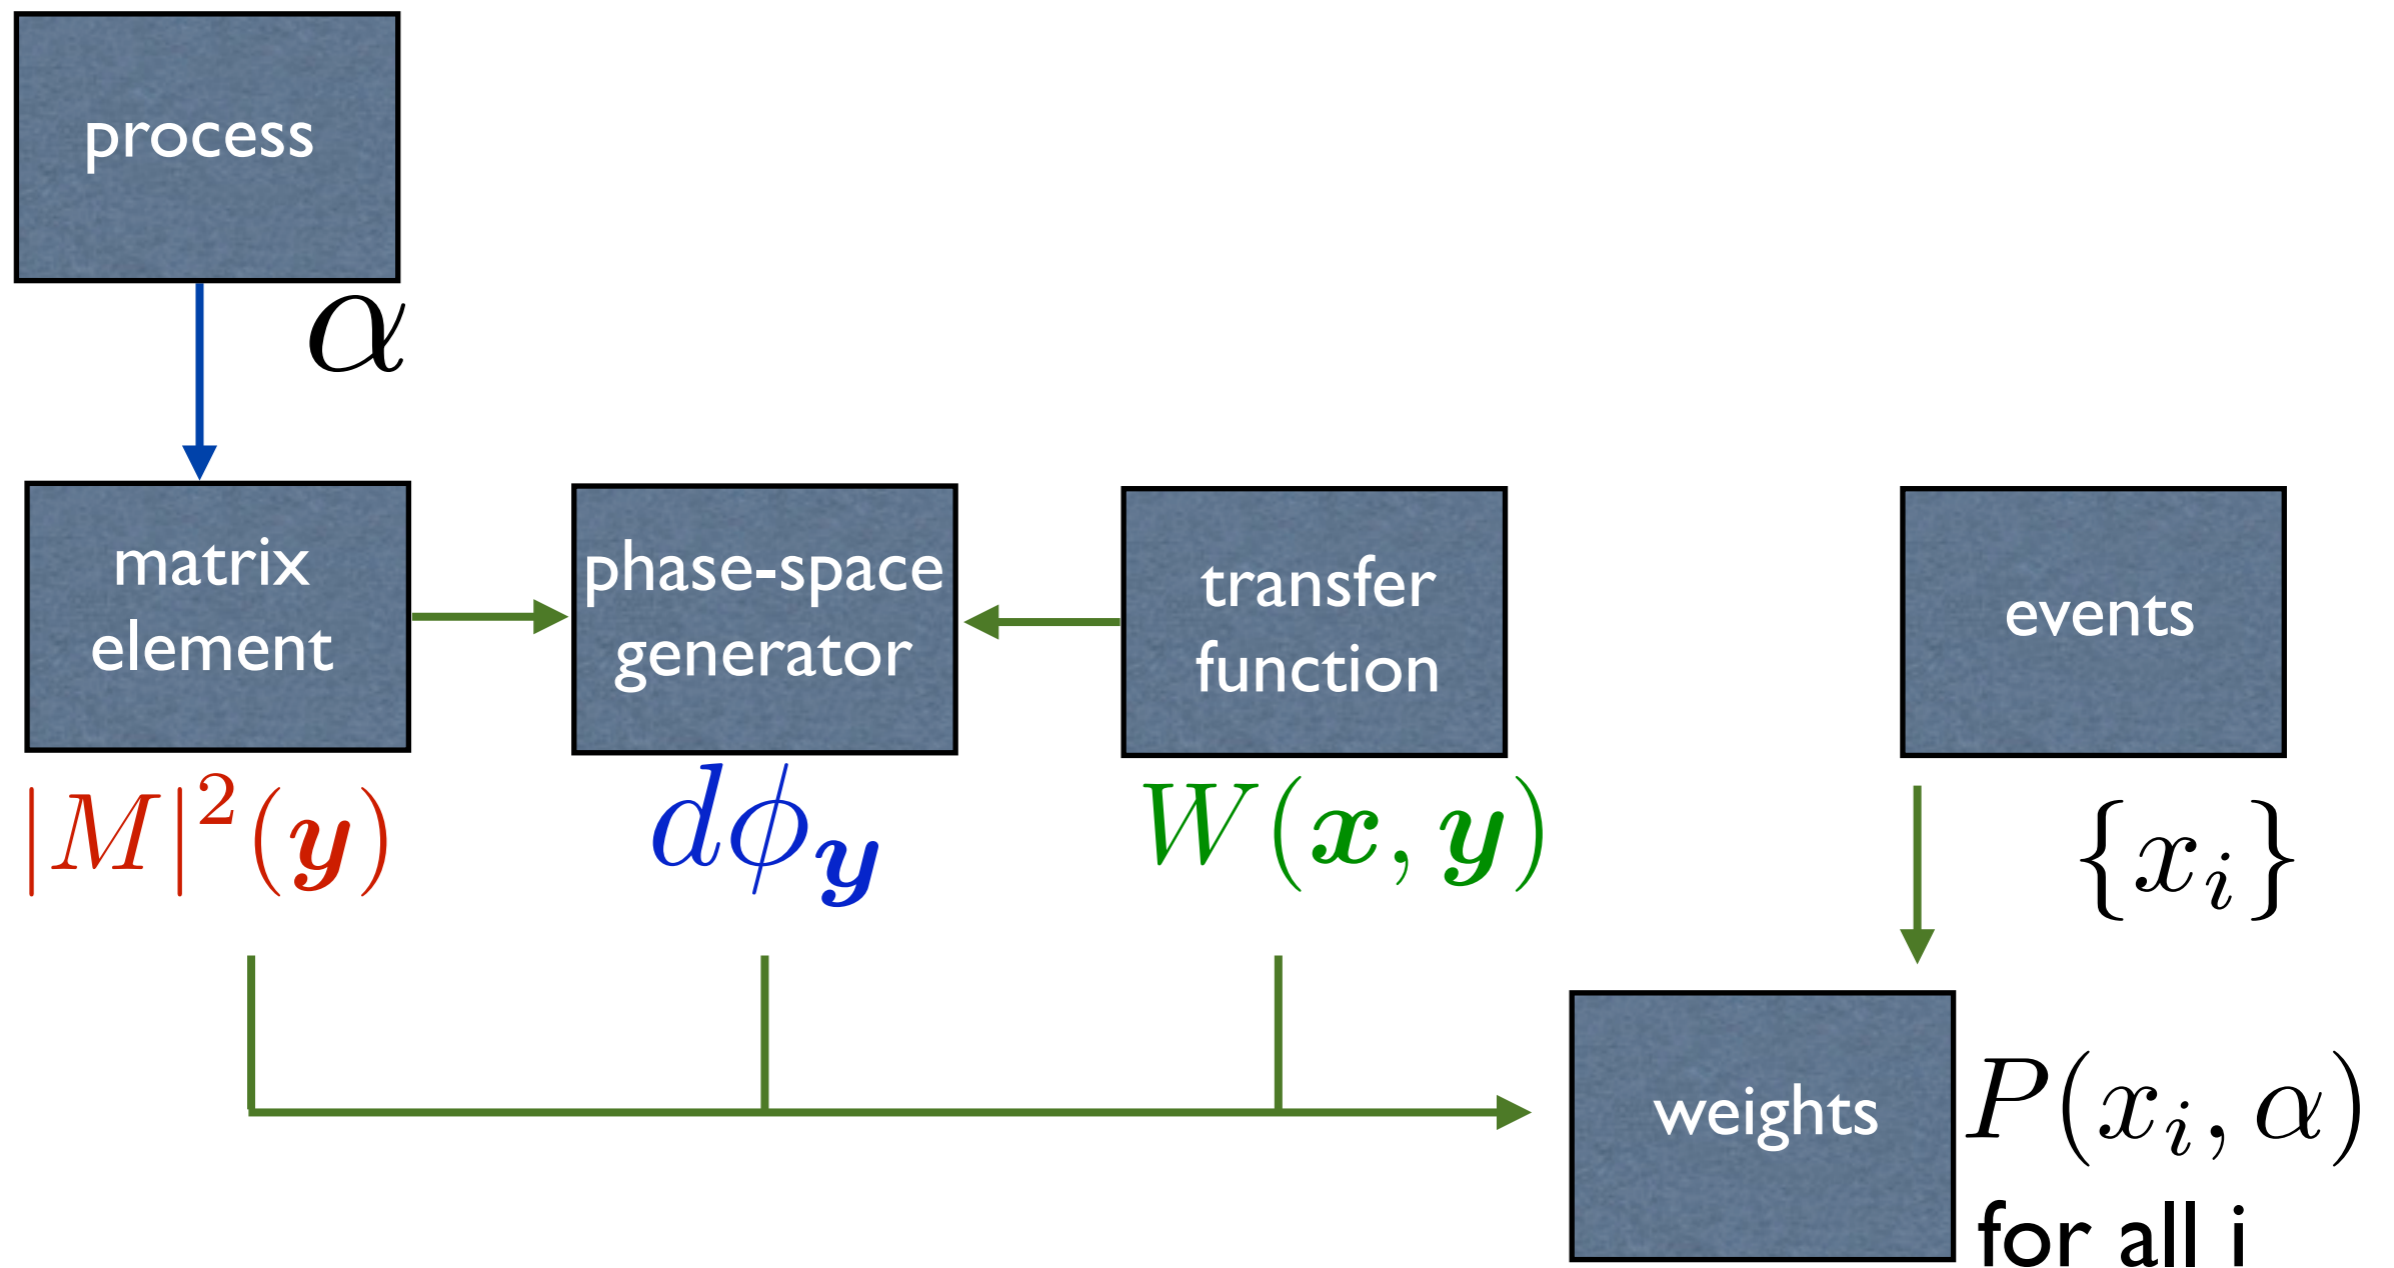 process
α
matrix
element
phase-space
generator
transfer
function
events
|M|²(y)
dϕ_y
W(x, y)
{x_i}
weights
P(x_i, α)
for all i